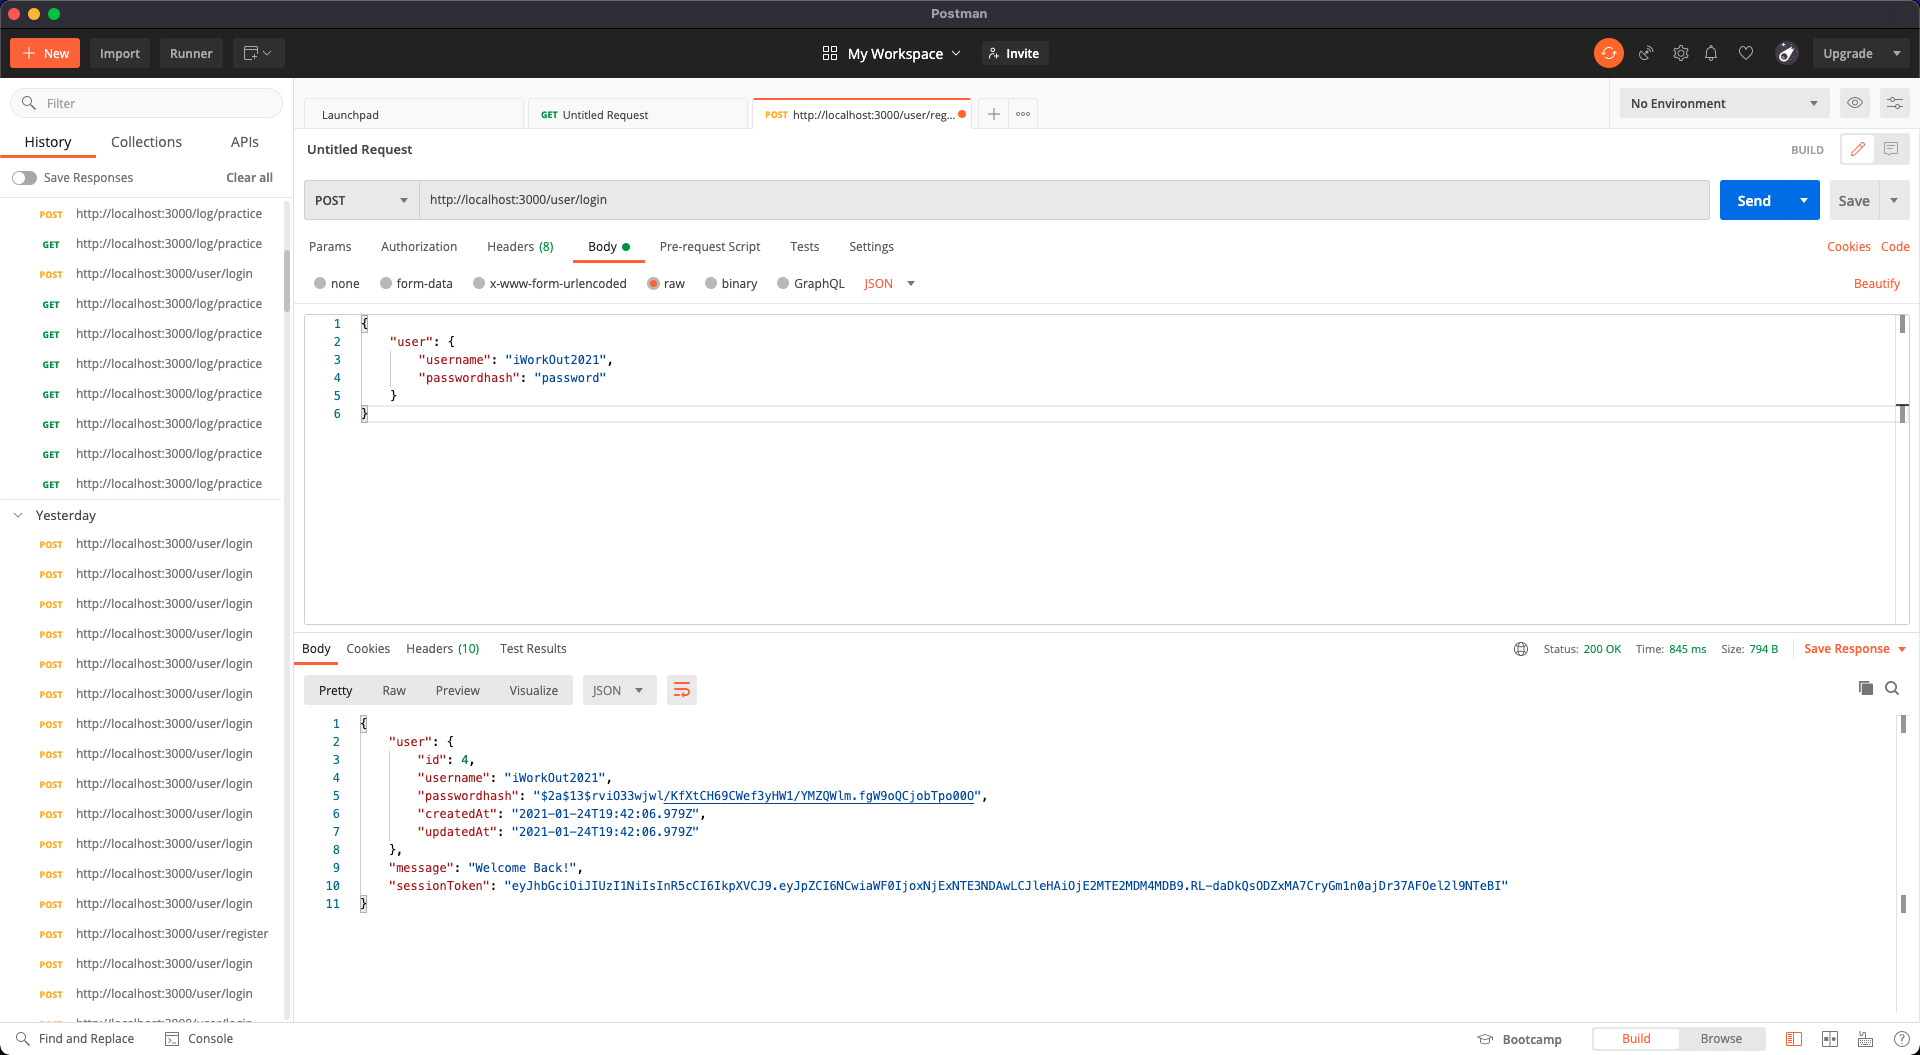 Postman
New Import Runner My Workspace Invite Upgrade
Filter
Launchpad GET Untitled Request POST http://localhost:3000/user/reg... No Environment
History Collections APIs
Untitled Request BUILD
Save Responses Clear all
POST http://localhost:3000/user/login Send Save
Params Authorization Headers (8) Body Pre-request Script Tests Settings Cookies Code
none form-data x-www-form-urlencoded raw binary GraphQL JSON Beautify
POST http://localhost:3000/log/practice
GET http://localhost:3000/log/practice
POST http://localhost:3000/user/login
GET http://localhost:3000/log/practice
GET http://localhost:3000/log/practice
GET http://localhost:3000/log/practice
GET http://localhost:3000/log/practice
GET http://localhost:3000/log/practice
GET http://localhost:3000/log/practice
GET http://localhost:3000/log/practice
Yesterday
POST http://localhost:3000/user/login
POST http://localhost:3000/user/login
POST http://localhost:3000/user/login
POST http://localhost:3000/user/login
POST http://localhost:3000/user/login
POST http://localhost:3000/user/login
POST http://localhost:3000/user/login
POST http://localhost:3000/user/login
POST http://localhost:3000/user/login
POST http://localhost:3000/user/login
POST http://localhost:3000/user/login
POST http://localhost:3000/user/login
POST http://localhost:3000/user/login
POST http://localhost:3000/user/register
POST http://localhost:3000/user/login
POST http://localhost:3000/user/login
1 {
2 "user": {
3 "username": "iWorkOut2021",
4 "passwordhash": "password"
5 }
6 }
Body Cookies Headers (10) Test Results Status: 200 OK Time: 845 ms Size: 794 B Save Response
Pretty Raw Preview Visualize JSON
1 {
2 "user": {
3 "id": 4,
4 "username": "iWorkOut2021",
5 "passwordhash": "$2a$13$rviO33wjwl/KfXtCH69CWef3yHW1/YMZQWlm.fgW9oQCjobTpo00O",
6 "createdAt": "2021-01-24T19:42:06.979Z",
7 "updatedAt": "2021-01-24T19:42:06.979Z"
8 },
9 "message": "Welcome Back!",
10 "sessionToken": "eyJhbGciOiJIUzI1NiIsInR5cCI6IkpXVCJ9.eyJpZCI6NCwiaWF0IjoxNjExNTE3NDAwLCJleHAiOjE2MTE2MDM4MDB9.RL-daDkQsODZxMA7CryGm1n0ajDr37AFOel2l9NTeBI"
11 }
Find and Replace Console Bootcamp Build Browse